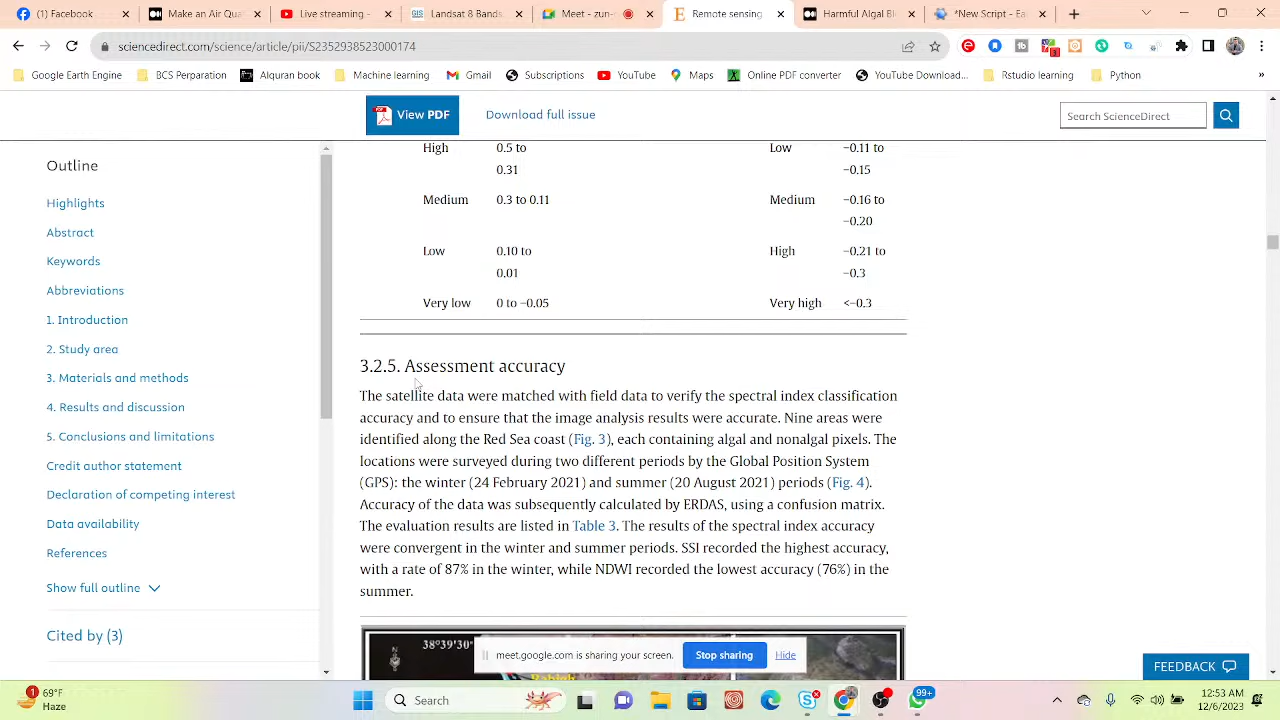 Facebook
Make an Air Qua
Live streaming -
Landsat 8 Bands,
Meet - zun-
Remote sensing
Harmful Algal Bl
*New Script - Ea
Google Earth Engine
BCS Perparation
Alquran book
Machine learning
Gmail
Subscriptions
YouTube
Maps
Online PDF converter
YouTube Download...
Rstudio learning
Python
View PDF
Download full issue
Search ScienceDirect
Outline
Highlights
Abstract
Keywords
Abbreviations
1. Introduction
2. Study area
3. Materials and methods
4. Results and discussion
5. Conclusions and limitations
Credit author statement
Declaration of competing interest
Data availability
References
Show full outline
Cited by (3)
High 0.5 to Low −0.11 to
0.31 −0.15
Medium 0.3 to 0.11 Medium −0.16 to
−0.20
Low 0.10 to High −0.21 to
0.01 −0.3
Very low 0 to −0.05 Very high <−0.3
3.2.5. Assessment accuracy
The satellite data were matched with field data to verify the spectral index classification
accuracy and to ensure that the image analysis results were accurate. Nine areas were
identified along the Red Sea coast (Fig. 3), each containing algal and nonalgal pixels. The
locations were surveyed during two different periods by the Global Position System
(GPS): the winter (24 February 2021) and summer (20 August 2021) periods (Fig. 4).
Accuracy of the data was subsequently calculated by ERDAS, using a confusion matrix.
The evaluation results are listed in Table 3. The results of the spectral index accuracy
were convergent in the winter and summer periods. SSI recorded the highest accuracy,
with a rate of 87% in the winter, while NDWI recorded the lowest accuracy (76%) in the
summer.
38°39'30"
meet.google.com is sharing your screen.
Stop sharing
Hide
Rabigh
FEEDBACK
1
69°F
Haze
Search
99+
12:53 AM
12/6/2023